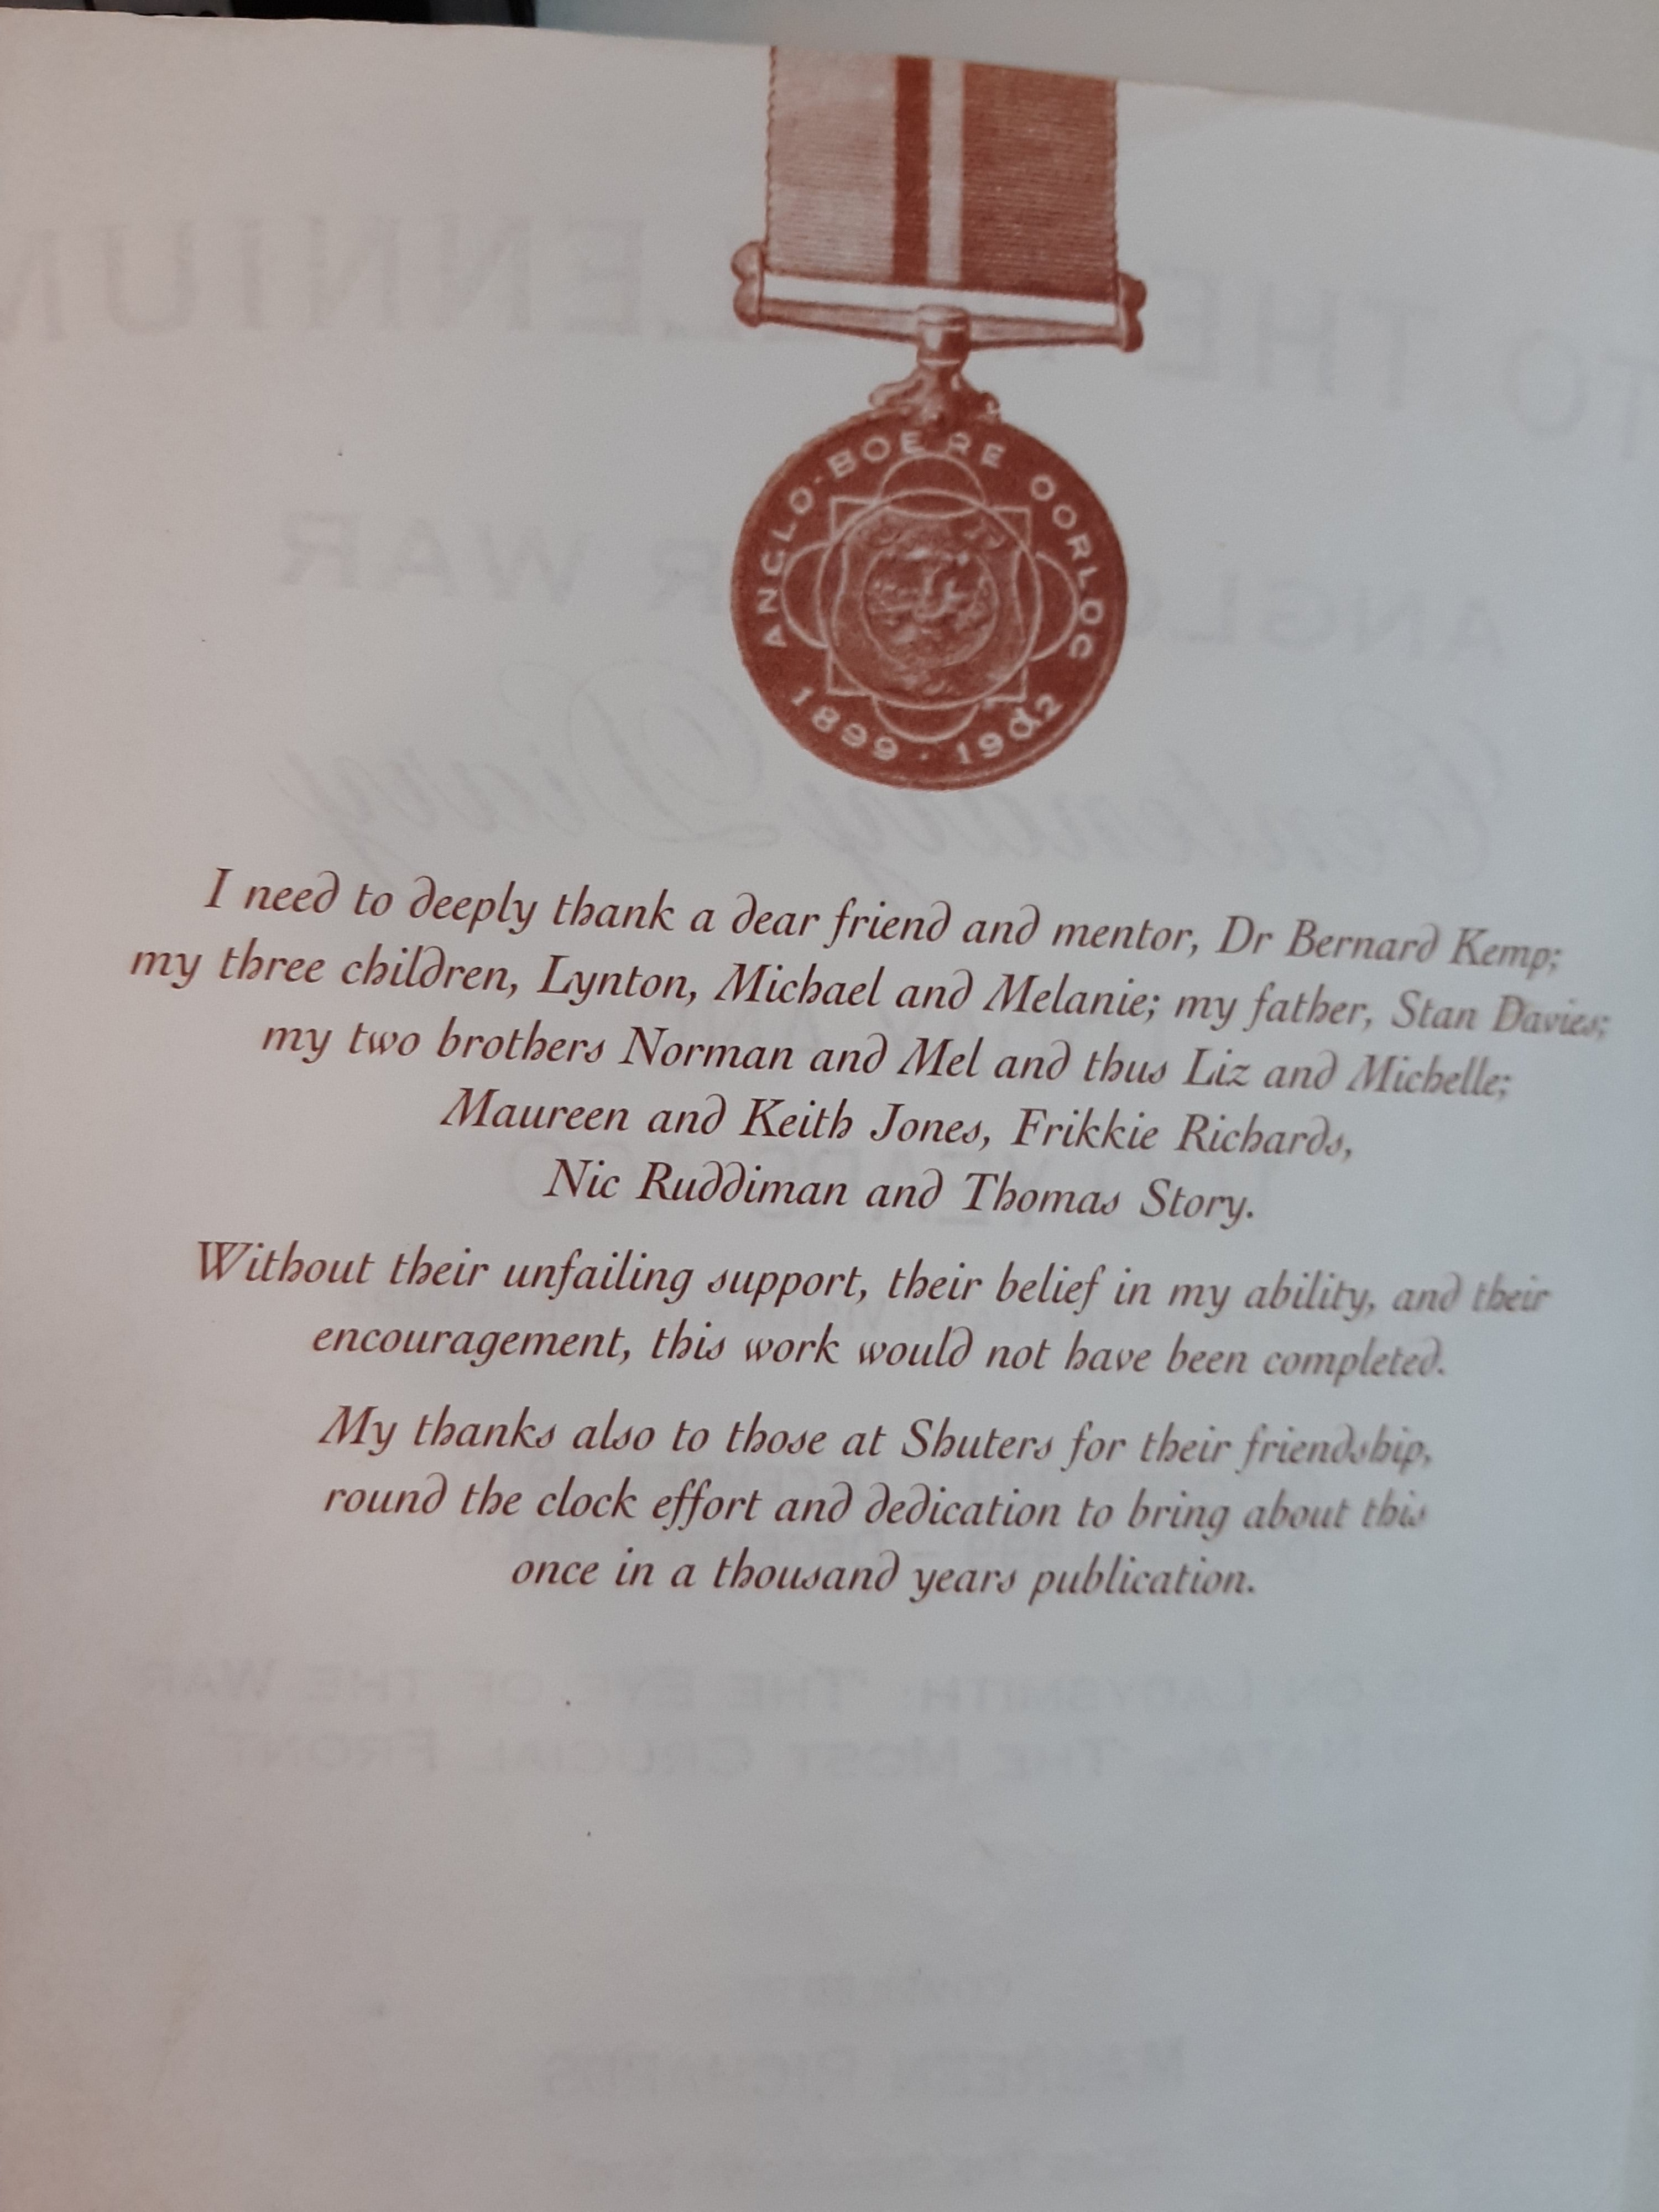 ANGLO-BOERE OORLOG
1899 · 1902
I need to deeply thank a dear friend and mentor, Dr Bernard Kemp;
my three children, Lynton, Michael and Melanie; my father, Stan Davies;
my two brothers Norman and Mel and thus Liz and Michelle;
Maureen and Keith Jones, Frikkie Richards,
Nic Ruddiman and Thomas Story.
Without their unfailing support, their belief in my ability, and their
encouragement, this work would not have been completed.
My thanks also to those at Shuters for their friendship,
round the clock effort and dedication to bring about this
once in a thousand years publication.